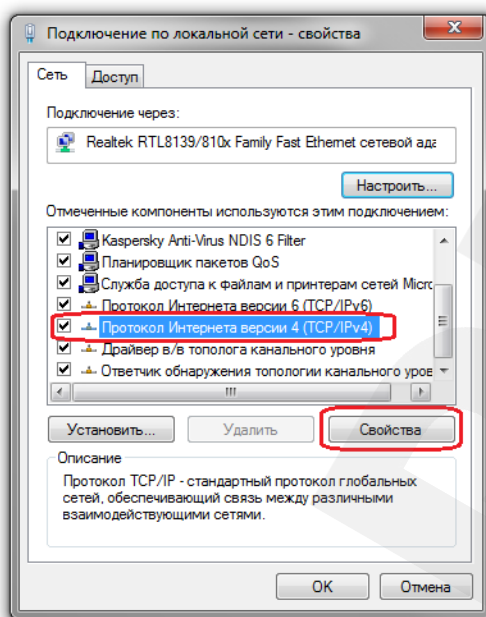 Подключение по локальной сети - свойства
Сеть
Доступ
Подключение через:
Realtek RTL8139/810x Family Fast Ethernet сетевой ада
Настроить...
Отмеченные компоненты используются этим подключением:
Kaspersky Anti-Virus NDIS 6 Filter
Планировщик пакетов QoS
Служба доступа к файлам и принтерам сетей Micro
Протокол Интернета версии 6 (TCP/IPv6)
Протокол Интернета версии 4 (TCP/IPv4)
Драйвер в/в тополога канального уровня
Ответчик обнаружения топологии канального уров
Установить...
Удалить
Свойства
Описание
Протокол TCP/IP - стандартный протокол глобальных
сетей, обеспечивающий связь между различными
взаимодействующими сетями.
OK
Отмена